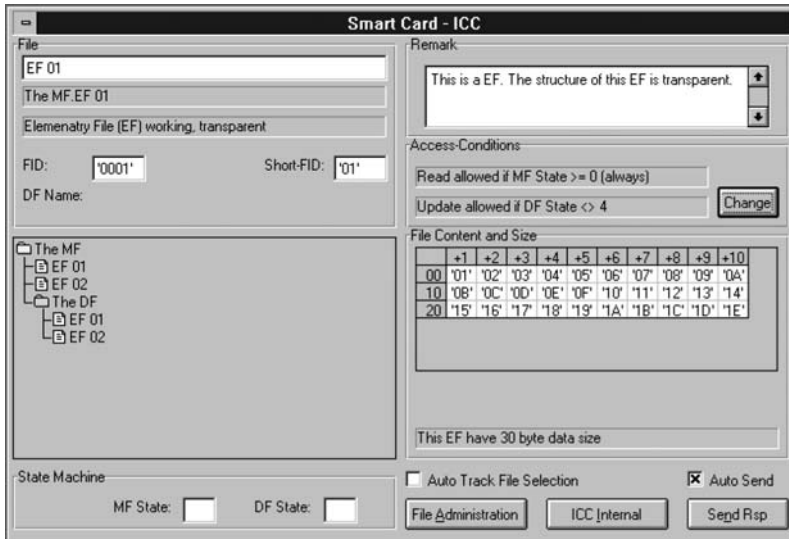 Smart Card - ICC
File
EF 01
The MF.EF 01
Elemenatry File (EF) working, transparent
FID: '0001' Short-FID: '01'
DF Name:
The MF
EF 01
EF 02
The DF
EF 01
EF 02
State Machine
MF State: DF State:
Remark
This is a EF. The structure of this EF is transparent.
Access-Conditions
Read allowed if MF State >= 0 (always)
Update allowed if DF State <> 4
Change
File Content and Size
+1 +2 +3 +4 +5 +6 +7 +8 +9 +10
00 '01' '02' '03' '04' '05' '06' '07' '08' '09' '0A'
10 '0B' '0C' '0D' '0E' '0F' '10' '11' '12' '13' '14'
20 '15' '16' '17' '18' '19' '1A' '1B' '1C' '1D' '1E'
This EF have 30 byte data size
Auto Track File Selection Auto Send
File Administration ICC Internal Send Rsp